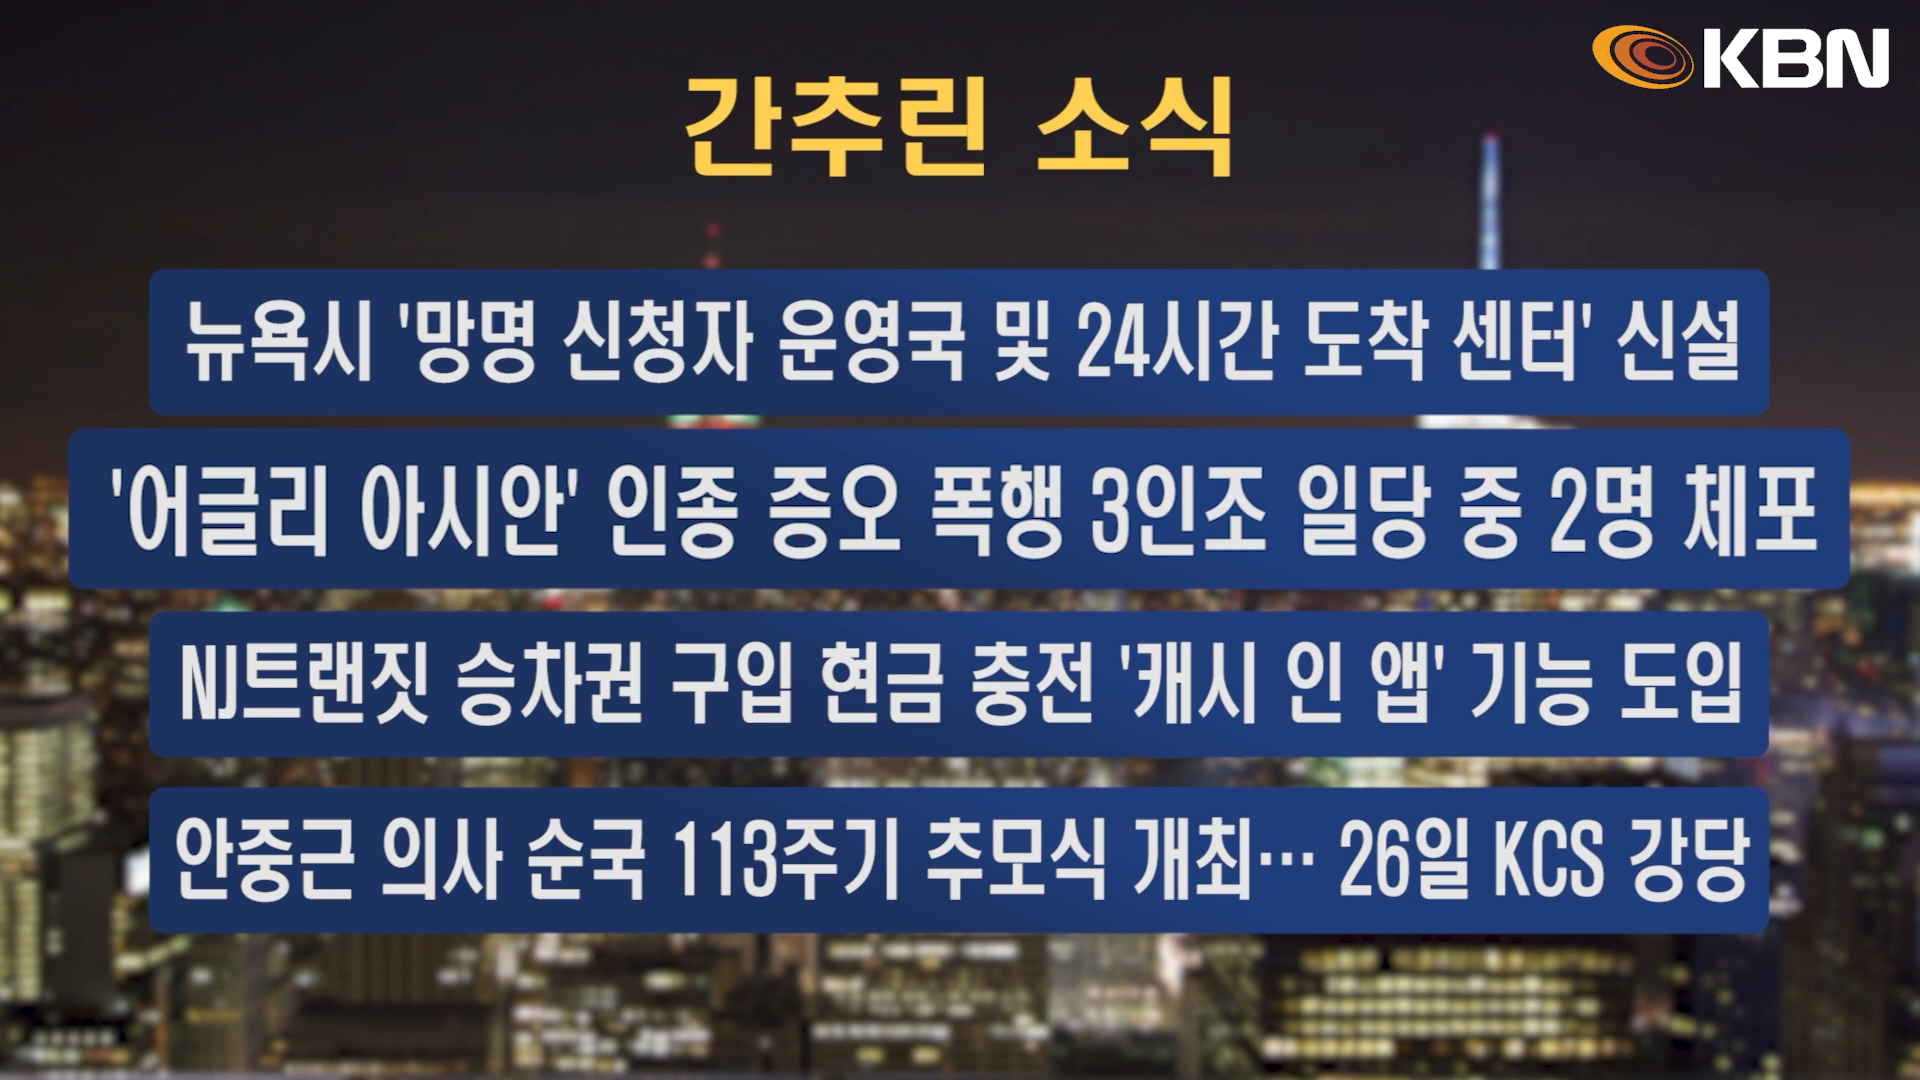 KBN
간추린 소식
뉴욕시 '망명 신청자 운영국 및 24시간 도착 센터' 신설
'어글리 아시안' 인종 증오 폭행 3인조 일당 중 2명 체포
NJ트랜짓 승차권 구입 현금 충전 '캐시 인 앱' 기능 도입
안중근 의사 순국 113주기 추모식 개최… 26일 KCS 강당